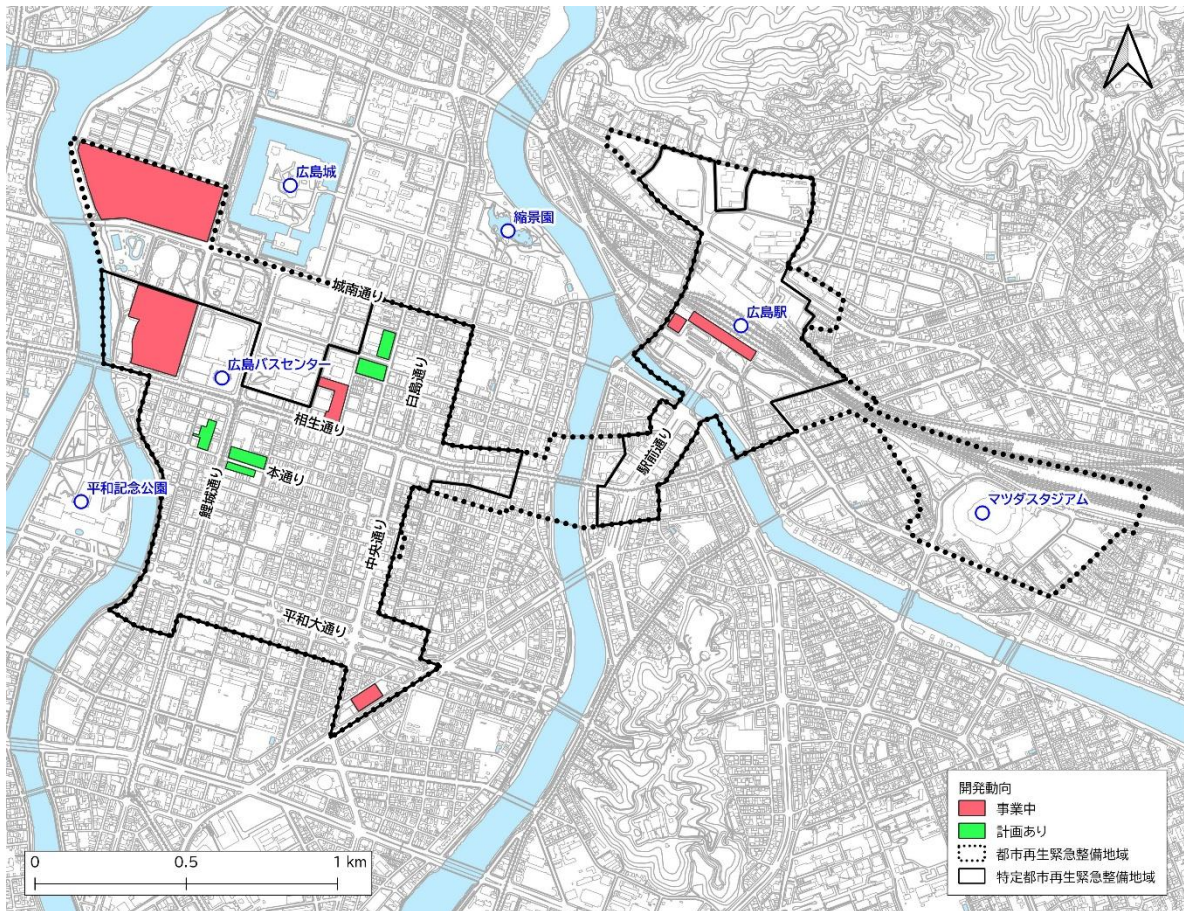 広島城
縮景園
城南通り
広島駅
広島バスセンター
白島通り
相生通り
駅前通り
本通り
鯉城通り
平和記念公園
マツダスタジアム
中央通り
平和大通り
開発動向
事業中
計画あり
都市再生緊急整備地域
特定都市再生緊急整備地域
0 0.5 1 km